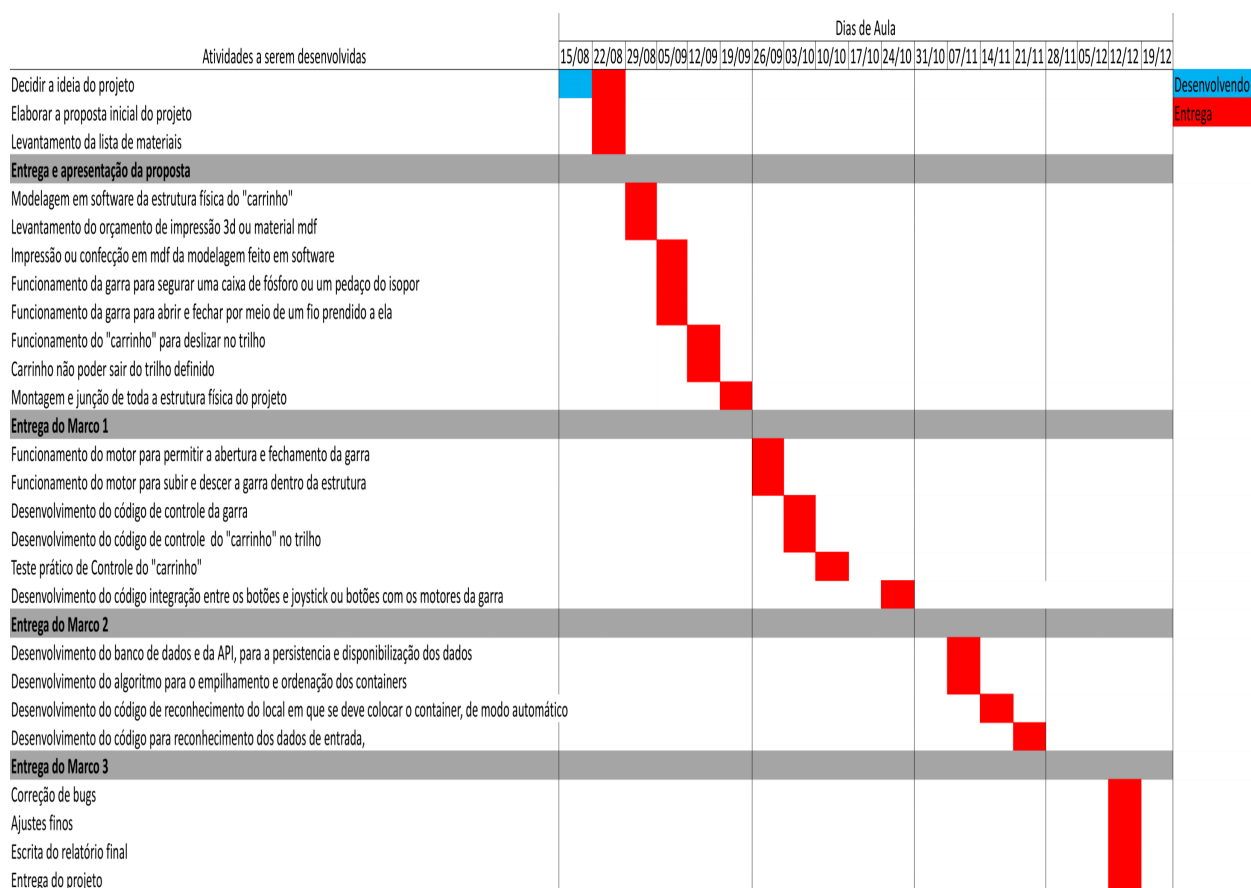 Dias de Aula
Atividades a serem desenvolvidas 15/08 22/08 29/08 05/09 12/09 19/09 26/09 03/10 10/10 17/10 24/10 31/10 07/11 14/11 21/11 28/11 05/12 12/12 19/12
Decidir a ideia do projeto Desenvolvendo
Elaborar a proposta inicial do projeto Entrega
Levantamento da lista de materiais
Entrega e apresentação da proposta
Modelagem em software da estrutura física do "carrinho"
Levantamento do orçamento de impressão 3d ou material mdf
Impressão ou confecção em mdf da modelagem feito em software
Funcionamento da garra para segurar uma caixa de fósforo ou um pedaço do isopor
Funcionamento da garra para abrir e fechar por meio de um fio prendido a ela
Funcionamento do "carrinho" para deslizar no trilho
Carrinho não poder sair do trilho definido
Montagem e junção de toda a estrutura física do projeto
Entrega do Marco 1
Funcionamento do motor para permitir a abertura e fechamento da garra
Funcionamento do motor para subir e descer a garra dentro da estrutura
Desenvolvimento do código de controle da garra
Desenvolvimento do código de controle do "carrinho" no trilho
Teste prático de Controle do "carrinho"
Desenvolvimento do código integração entre os botões e joystick ou botões com os motores da garra
Entrega do Marco 2
Desenvolvimento do banco de dados e da API, para a persistencia e disponibilização dos dados
Desenvolvimento do algoritmo para o empilhamento e ordenação dos containers
Desenvolvimento do código de reconhecimento do local em que se deve colocar o container, de modo automático
Desenvolvimento do código para reconhecimento dos dados de entrada,
Entrega do Marco 3
Correção de bugs
Ajustes finos
Escrita do relatório final
Entrega do projeto